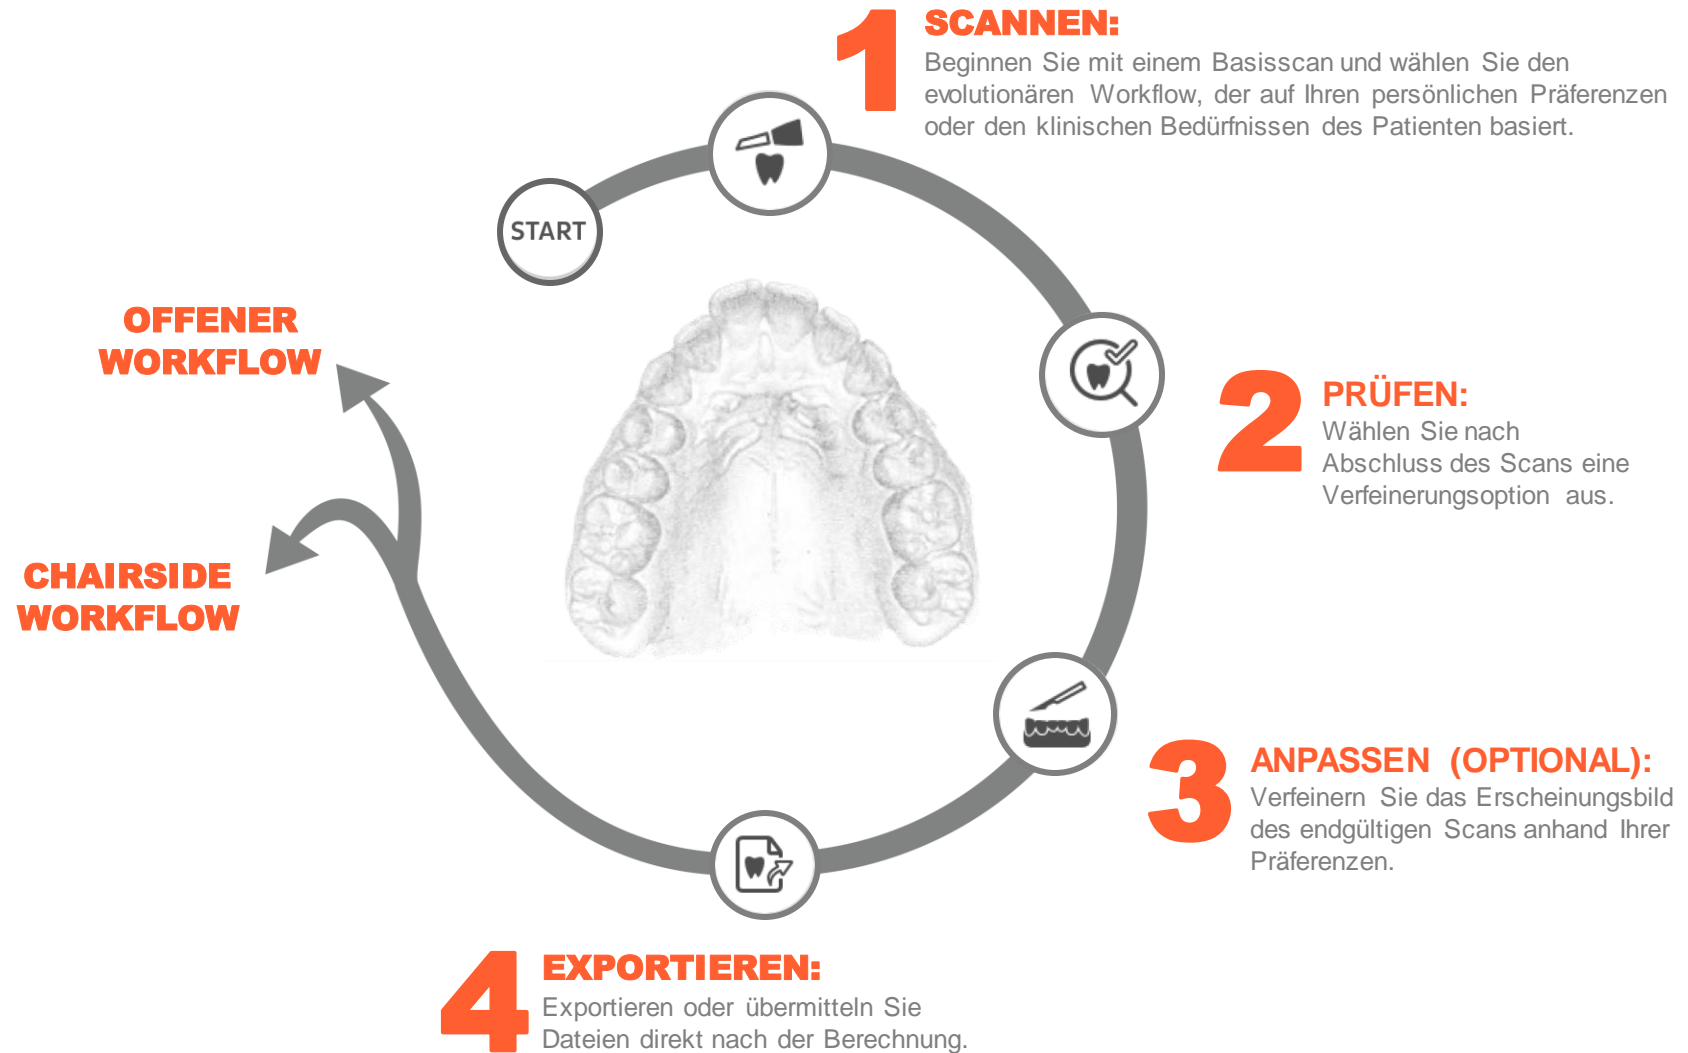 1
SCANNEN:
Beginnen Sie mit einem Basisscan und wählen Sie den
evolutionären Workflow, der auf Ihren persönlichen Präferenzen
oder den klinischen Bedürfnissen des Patienten basiert.
START
OFFENER
WORKFLOW
2
PRÜFEN:
Wählen Sie nach
Abschluss des Scans eine
Verfeinerungsoption aus.
CHAIRSIDE
WORKFLOW
3
ANPASSEN (OPTIONAL):
Verfeinern Sie das Erscheinungsbild
des endgültigen Scans anhand Ihrer
Präferenzen.
4
EXPORTIEREN:
Exportieren oder übermitteln Sie
Dateien direkt nach der Berechnung.